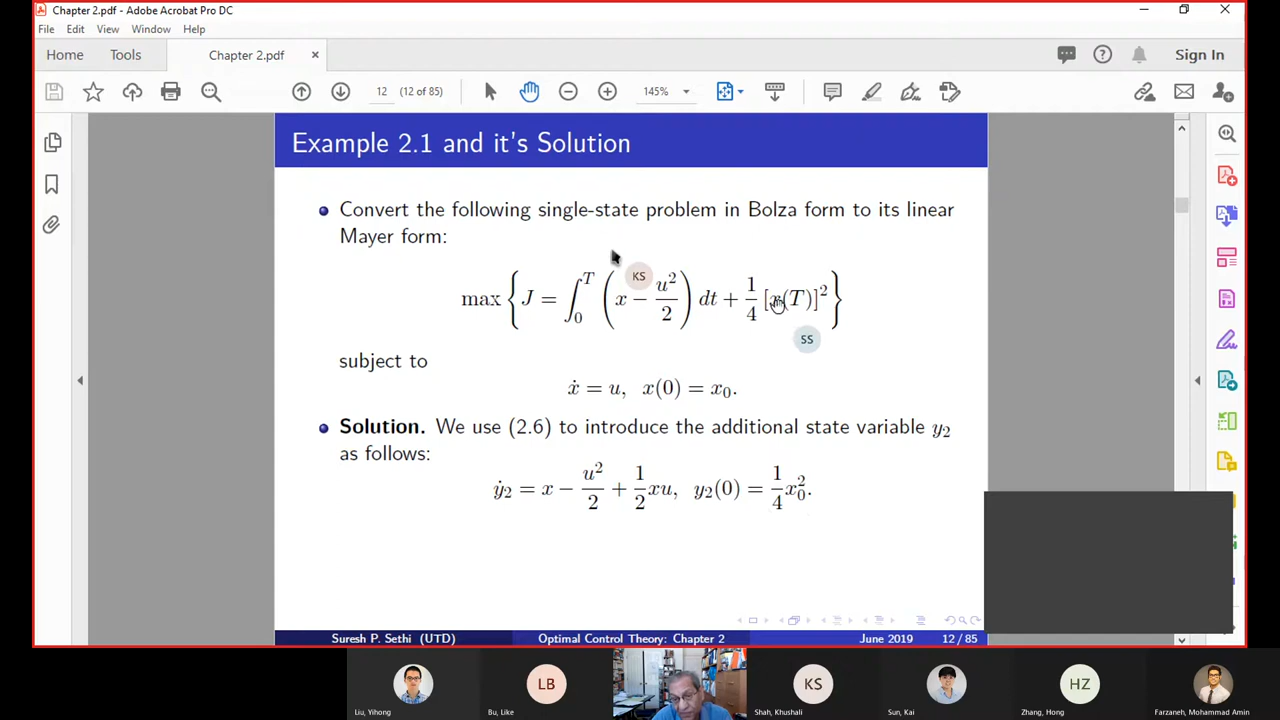 Chapter 2.pdf - Adobe Acrobat Pro DC
File Edit View Window Help
Home Tools Chapter 2.pdf × Sign In
12 (12 of 85) 145%
Example 2.1 and it's Solution
Convert the following single-state problem in Bolza form to its linear
Mayer form:
max { J = ∫₀ᵀ ( x − u²/2 ) dt + 1/4 [x(T)]² }
KS
SS
subject to
ẋ = u, x(0) = x₀.
Solution. We use (2.6) to introduce the additional state variable y₂
as follows:
ẏ₂ = x − u²/2 + 1/2 xu, y₂(0) = 1/4 x₀².
Suresh P. Sethi (UTD) Optimal Control Theory: Chapter 2 June 2019 12 / 85
LB KS HZ
Liu, Yihong Bu, Like Shah, Khushali Sun, Kai Zhang, Hong Farzaneh, Mohammad Amin